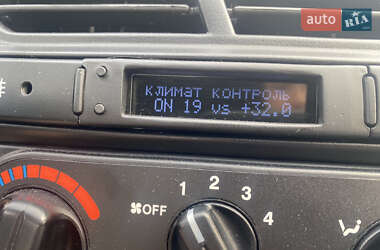 auto RIA
КЛИМАТ КОНТРОЛЬ
ON 19 vs +32.0
OFF 1 2 3 4